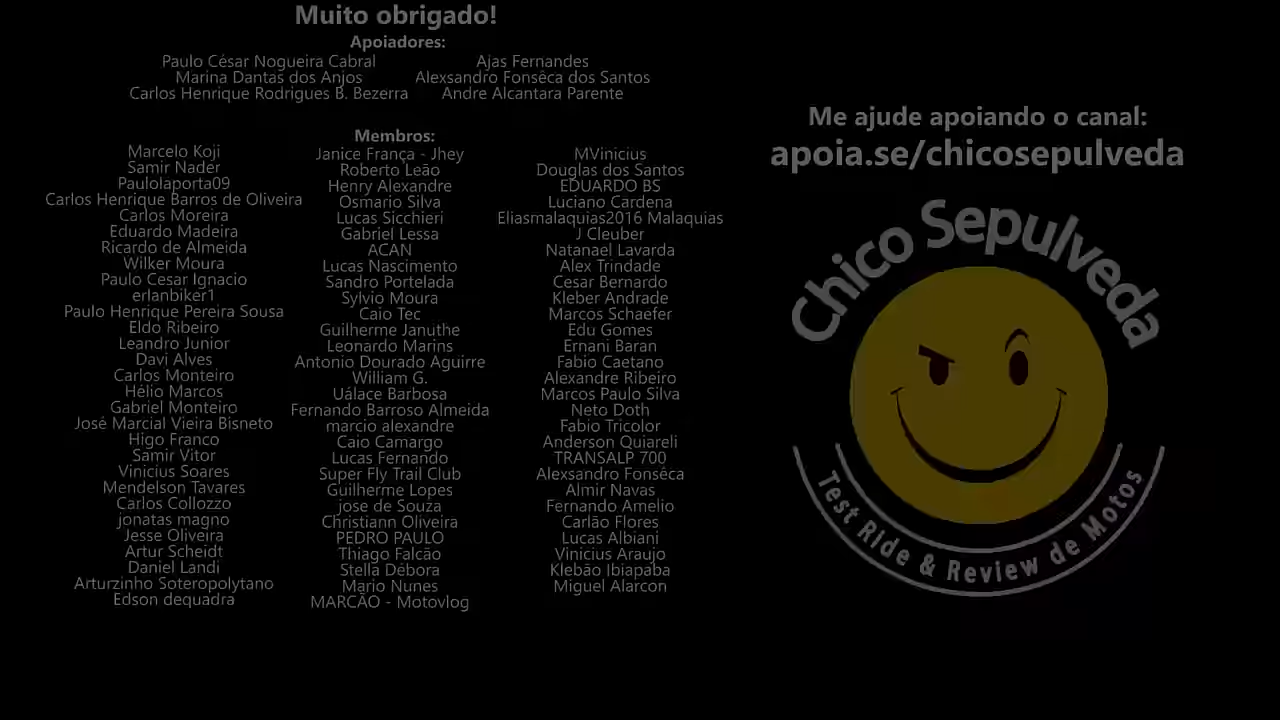 Muito obrigado!
Apoiadores:
Paulo César Nogueira Cabral
Marina Dantas dos Anjos
Carlos Henrique Rodrigues B. Bezerra
Ajas Fernandes
Alexsandro Fonsêca dos Santos
Andre Alcantara Parente
Membros:
Marcelo Koji
Samir Nader
Paulolaporta09
Carlos Henrique Barros de Oliveira
Carlos Moreira
Eduardo Madeira
Ricardo de Almeida
Wilker Moura
Paulo Cesar Ignacio
erlanbiker1
Paulo Henrique Pereira Sousa
Eldo Ribeiro
Leandro Junior
Davi Alves
Carlos Monteiro
Hélio Marcos
Gabriel Monteiro
José Marcial Vieira Bisneto
Higo Franco
Samir Vitor
Vinicius Soares
Mendelson Tavares
Carlos Collozzo
jonatas magno
Jesse Oliveira
Artur Scheidt
Daniel Landi
Arturzinho Soteropolytano
Edson dequadra
Janice França - Jhey
Roberto Leão
Henry Alexandre
Osmario Silva
Lucas Sicchieri
Gabriel Lessa
ACAN
Lucas Nascimento
Sandro Portelada
Sylvio Moura
Caio Tec
Guilherme Januthe
Leonardo Marins
Antonio Dourado Aguirre
William G.
Uálace Barbosa
Fernando Barroso Almeida
marcio alexandre
Caio Camargo
Lucas Fernando
Super Fly Trail Club
Guilherme Lopes
jose de Souza
Christiann Oliveira
PEDRO PAULO
Thiago Falcão
Stella Débora
Mario Nunes
MARCÃO - Motovlog
MVinicius
Douglas dos Santos
EDUARDO BS
Luciano Cardena
Eliasmalaquias2016 Malaquias
J Cleuber
Natanael Lavarda
Alex Trindade
Cesar Bernardo
Kleber Andrade
Marcos Schaefer
Edu Gomes
Ernani Baran
Fabio Caetano
Alexandre Ribeiro
Marcos Paulo Silva
Neto Doth
Fabio Tricolor
Anderson Quiareli
TRANSALP 700
Alexsandro Fonsêca
Almir Navas
Fernando Amelio
Carlão Flores
Lucas Albiani
Vinicius Araujo
Klebão Ibiapaba
Miguel Alarcon
Me ajude apoiando o canal:
apoia.se/chicosepulveda
Chico Sepulveda
Test Ride & Review de Motos